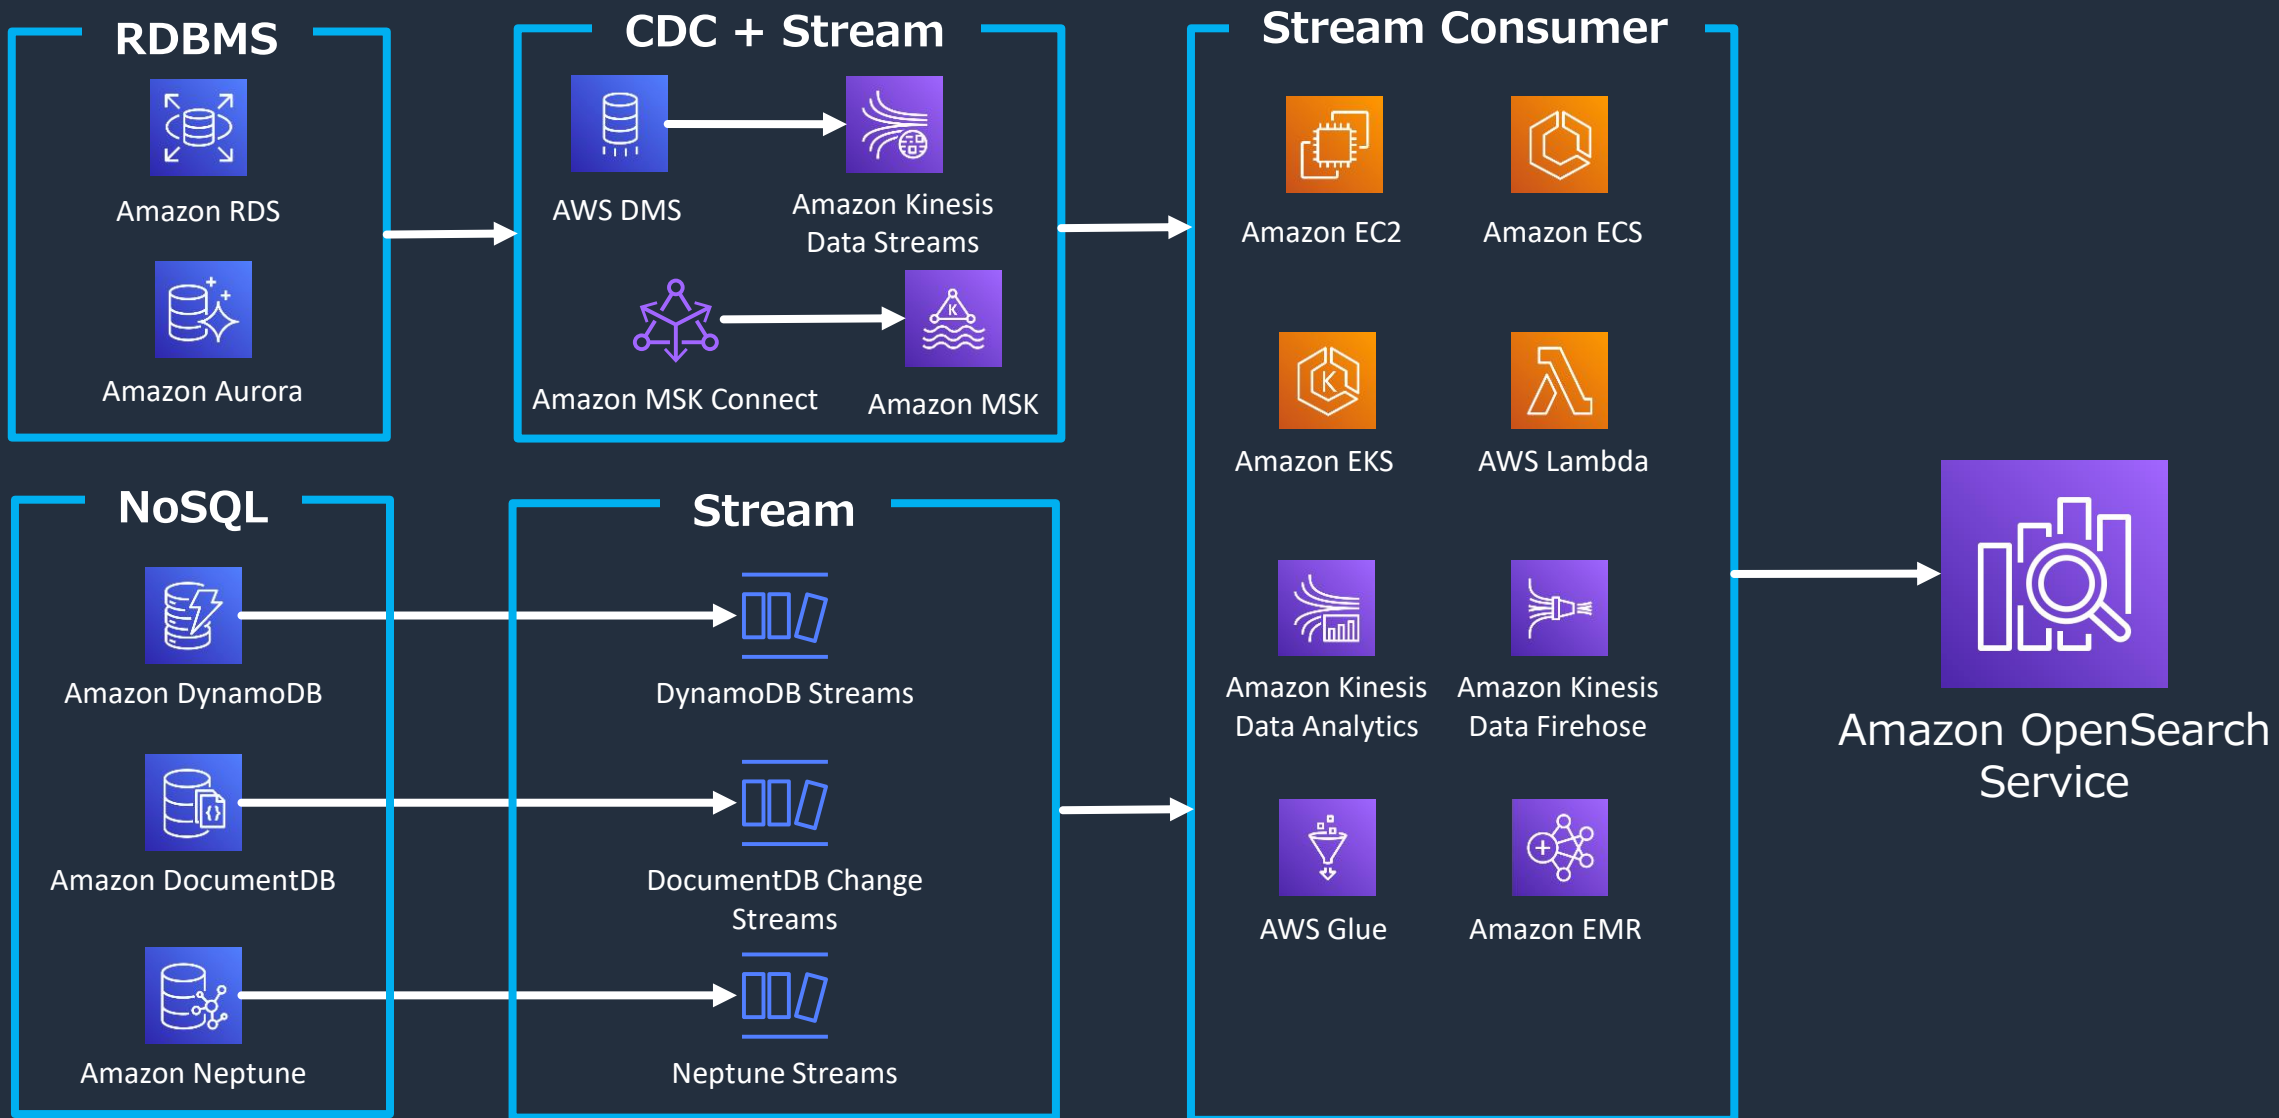 RDBMS
Amazon RDS
Amazon Aurora
CDC + Stream
AWS DMS
Amazon Kinesis
Data Streams
Amazon MSK Connect
K
Amazon MSK
NoSQL
Amazon DynamoDB
{}
Amazon DocumentDB
Amazon Neptune
Stream
DynamoDB Streams
DocumentDB Change
Streams
Neptune Streams
Stream Consumer
Amazon EC2
Amazon ECS
K
Amazon EKS
AWS Lambda
Amazon Kinesis
Data Analytics
Amazon Kinesis
Data Firehose
AWS Glue
Amazon EMR
Amazon OpenSearch
Service